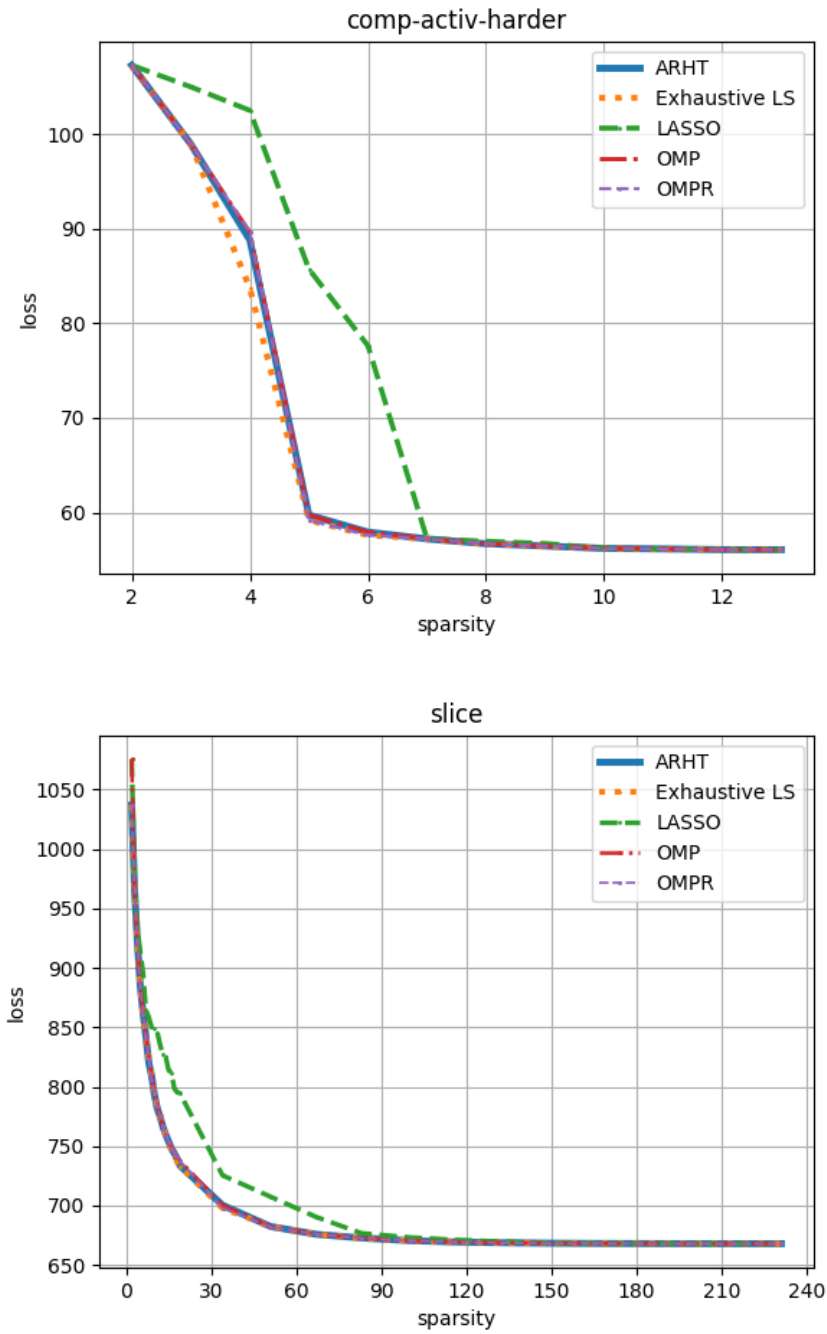 comp-activ-harder
ARHT
Exhaustive LS
LASSO
OMP
OMPR
100
90
80
70
60
loss
2 4 6 8 10 12
sparsity
slice
ARHT
Exhaustive LS
LASSO
OMP
OMPR
1050
1000
950
900
850
800
750
700
650
loss
0 30 60 90 120 150 180 210 240
sparsity